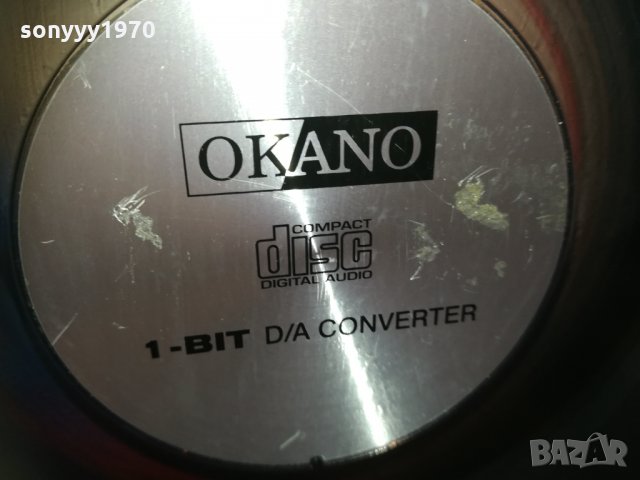 sonyyy1970
OKANO
COMPACT
disc
DIGITAL AUDIO
1-BIT D/A CONVERTER
BAZAR